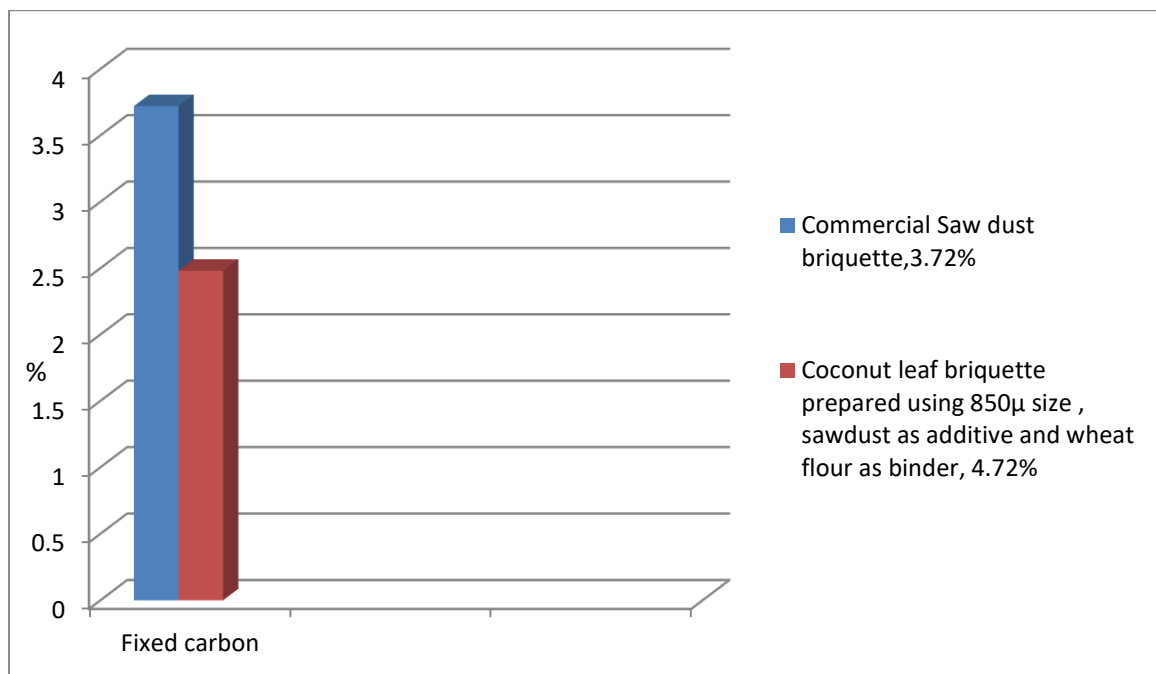 4
3.5
3
2.5
2
%
1.5
1
0.5
0
Fixed carbon
Commercial Saw dust
briquette,3.72%
Coconut leaf briquette
prepared using 850µ size ,
sawdust as additive and wheat
flour as binder, 4.72%